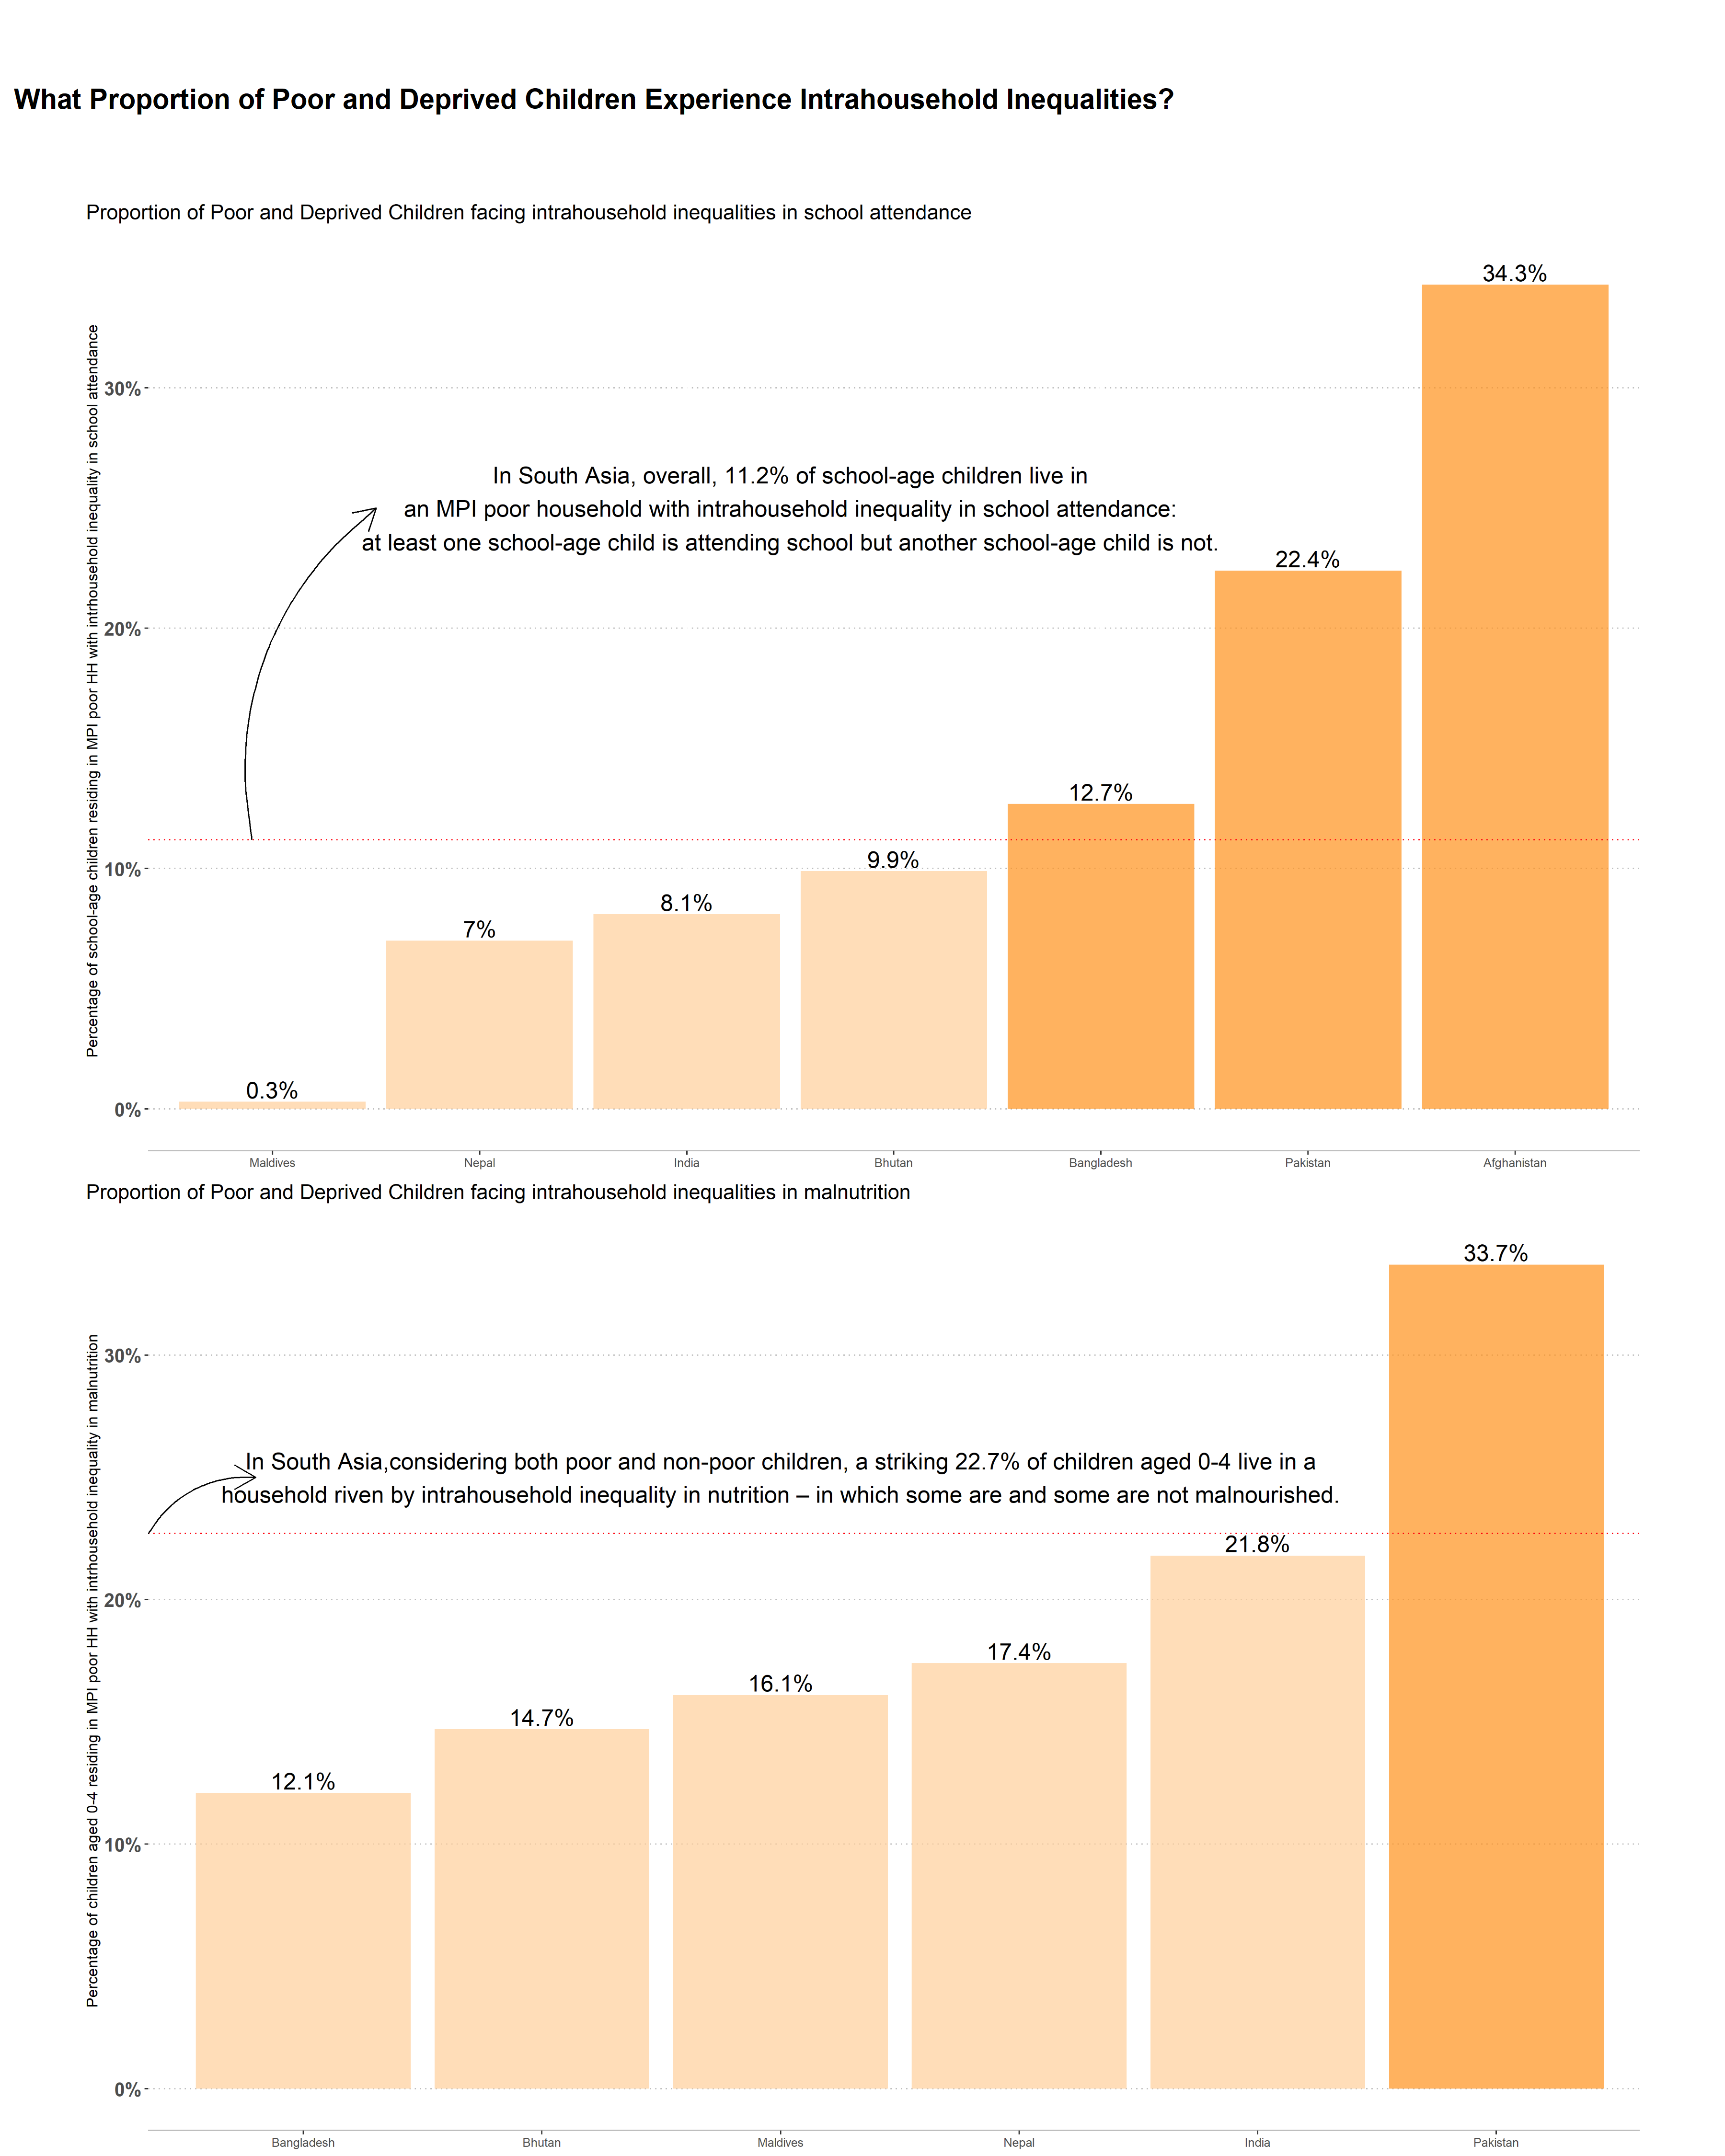 What Proportion of Poor and Deprived Children Experience Intrahousehold Inequalities?
Proportion of Poor and Deprived Children facing intrahousehold inequalities in school attendance
Percentage of school-age children residing in MPI poor HH with intrhousehold inequality in school attendance
34.3%
30%
In South Asia, overall, 11.2% of school-age children live in
an MPI poor household with intrahousehold inequality in school attendance:
at least one school-age child is attending school but another school-age child is not.
22.4%
20%
12.7%
10%
9.9%
8.1%
7%
0.3%
0%
Maldives
Nepal
India
Bhutan
Bangladesh
Pakistan
Afghanistan
Proportion of Poor and Deprived Children facing intrahousehold inequalities in malnutrition
Percentage of children aged 0-4 residing in MPI poor HH with intrhousehold inequality in malnutrition
33.7%
30%
In South Asia,considering both poor and non-poor children, a striking 22.7% of children aged 0-4 live in a
household riven by intrahousehold inequality in nutrition – in which some are and some are not malnourished.
21.8%
20%
17.4%
16.1%
14.7%
12.1%
10%
0%
Bangladesh
Bhutan
Maldives
Nepal
India
Pakistan